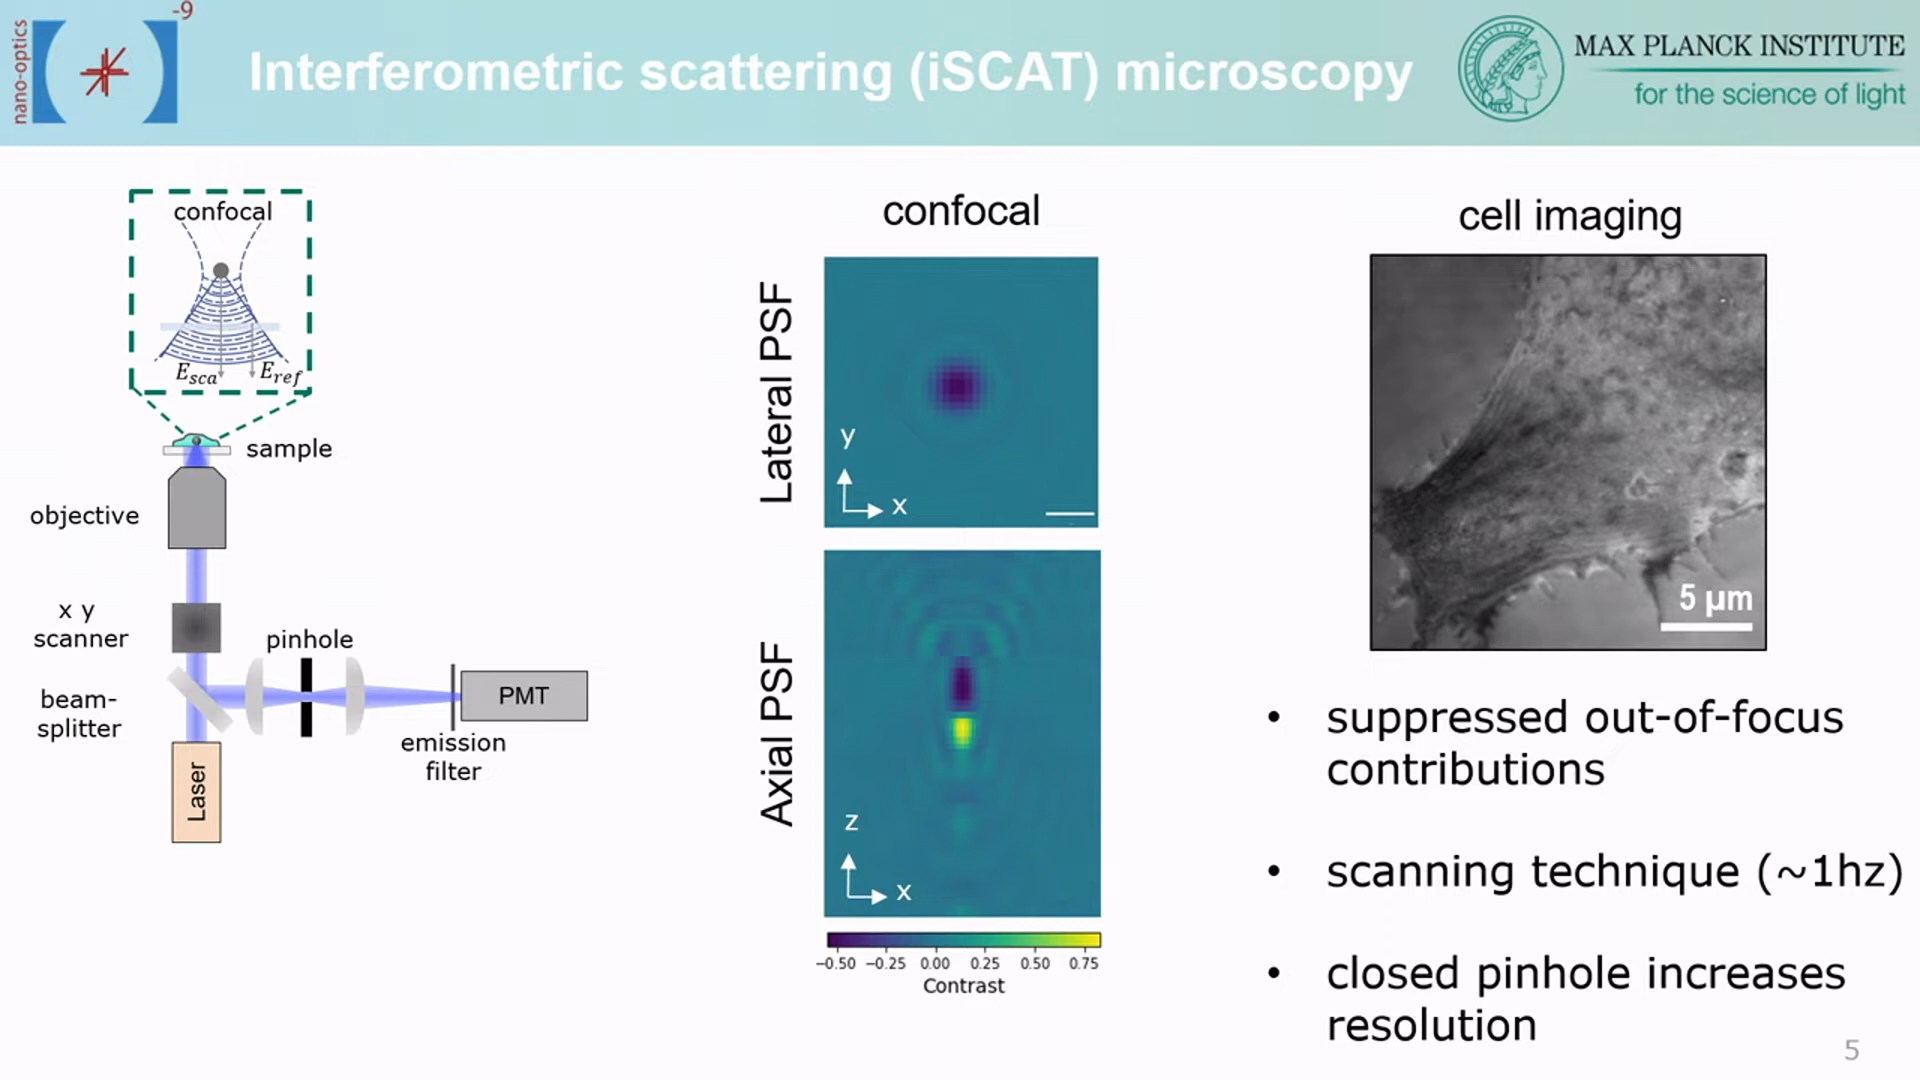 nano-optics
-9
Interferometric scattering (iSCAT) microscopy
MAX PLANCK INSTITUTE
for the science of light
confocal
E_sca
E_ref
sample
objective
x y
scanner
pinhole
beam-
splitter
PMT
emission
filter
Laser
confocal
Lateral PSF
y
x
Axial PSF
z
x
−0.50 −0.25 0.00 0.25 0.50 0.75
Contrast
cell imaging
5 μm
• suppressed out-of-focus
contributions
• scanning technique (~1hz)
• closed pinhole increases
resolution
5